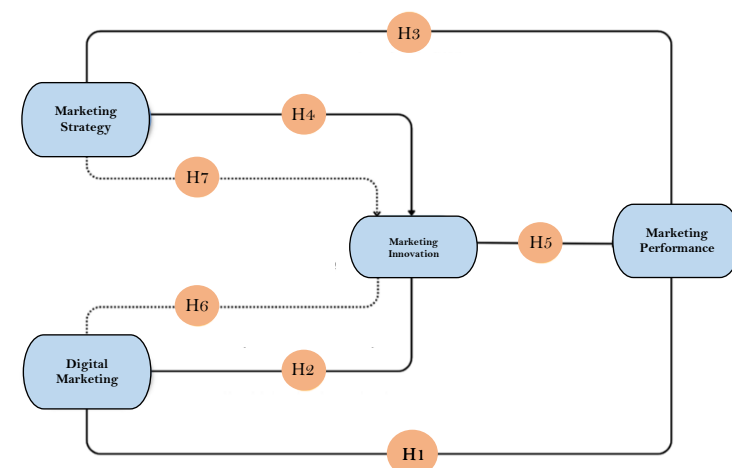 H3
Marketing
Strategy
H4
H7
Marketing
Innovation
H5
Marketing
Performance
H6
Digital
Marketing
H2
H1